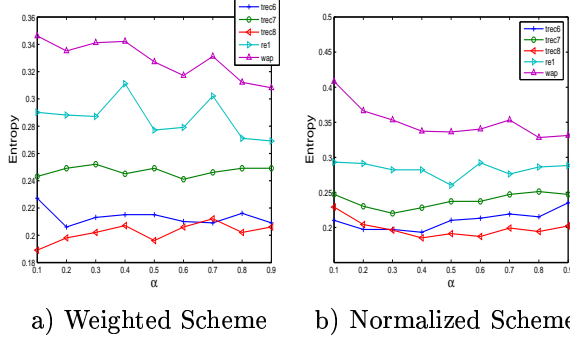 0.36
0.34
0.32
0.3
0.28
0.26
0.24
0.22
0.2
0.18
Entropy
0.1 0.2 0.3 0.4 0.5 0.6 0.7 0.8 0.9
α
trec6
trec7
trec8
re1
wap
a) Weighted Scheme
0.5
0.45
0.4
0.35
0.3
0.25
0.2
Entropy
0.1 0.2 0.3 0.4 0.5 0.6 0.7 0.8 0.9
α
trec6
trec7
trec8
re1
wap
b) Normalized Scheme